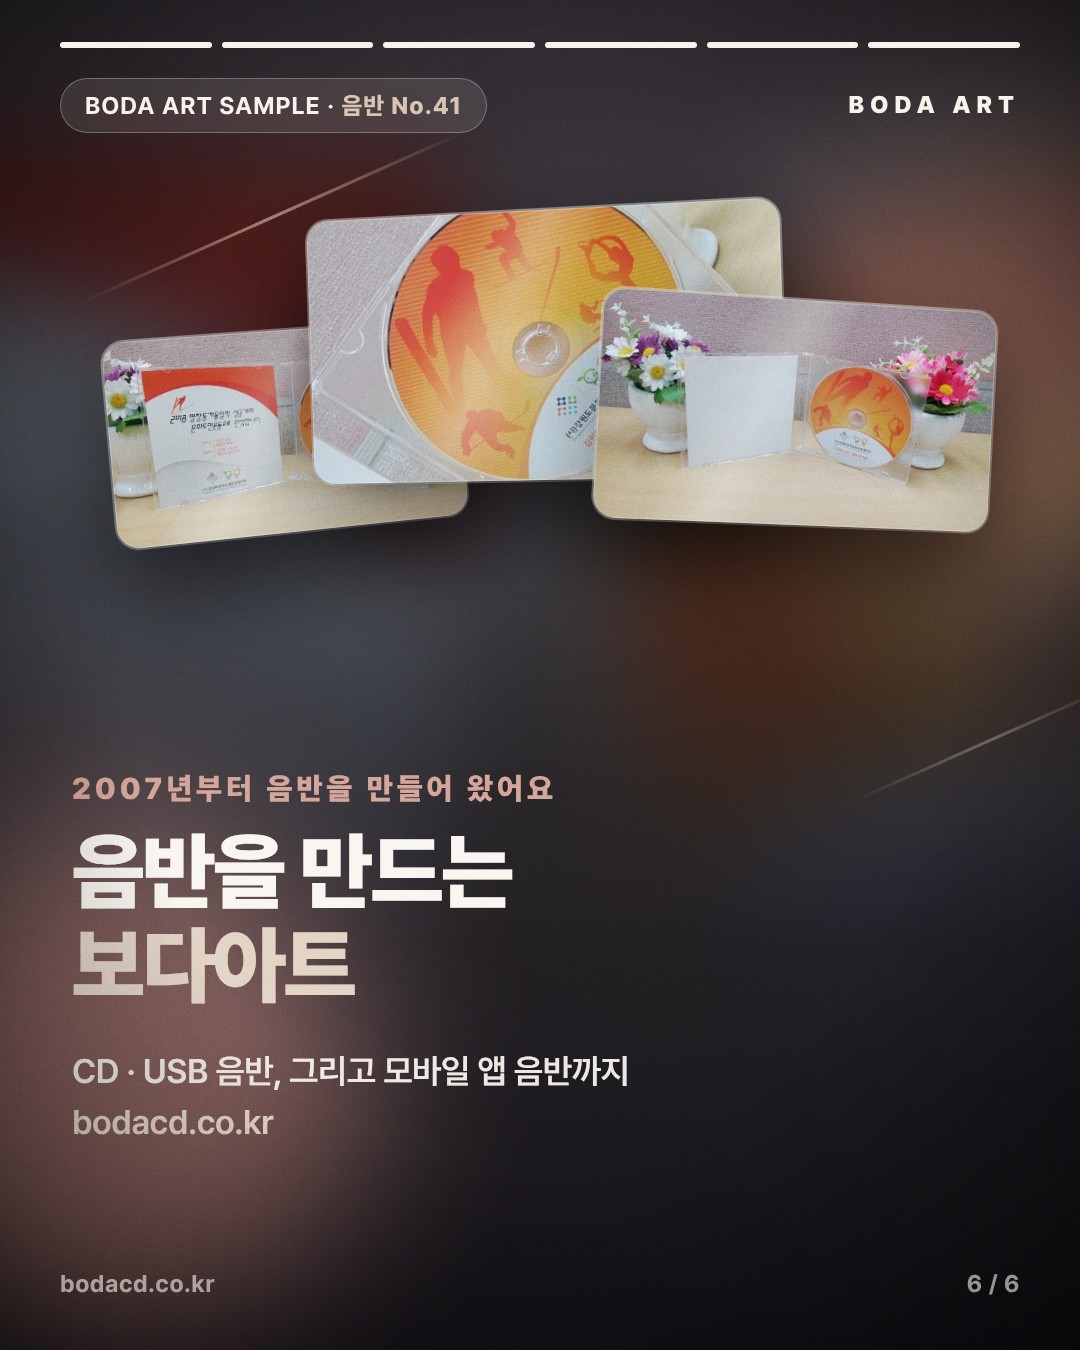 BODA ART SAMPLE · 음반 No.41
BODA ART
2018
2007년부터 음반을 만들어 왔어요
음반을 만드는
보다아트
CD · USB 음반, 그리고 모바일 앱 음반까지
bodacd.co.kr
bodacd.co.kr
6 / 6